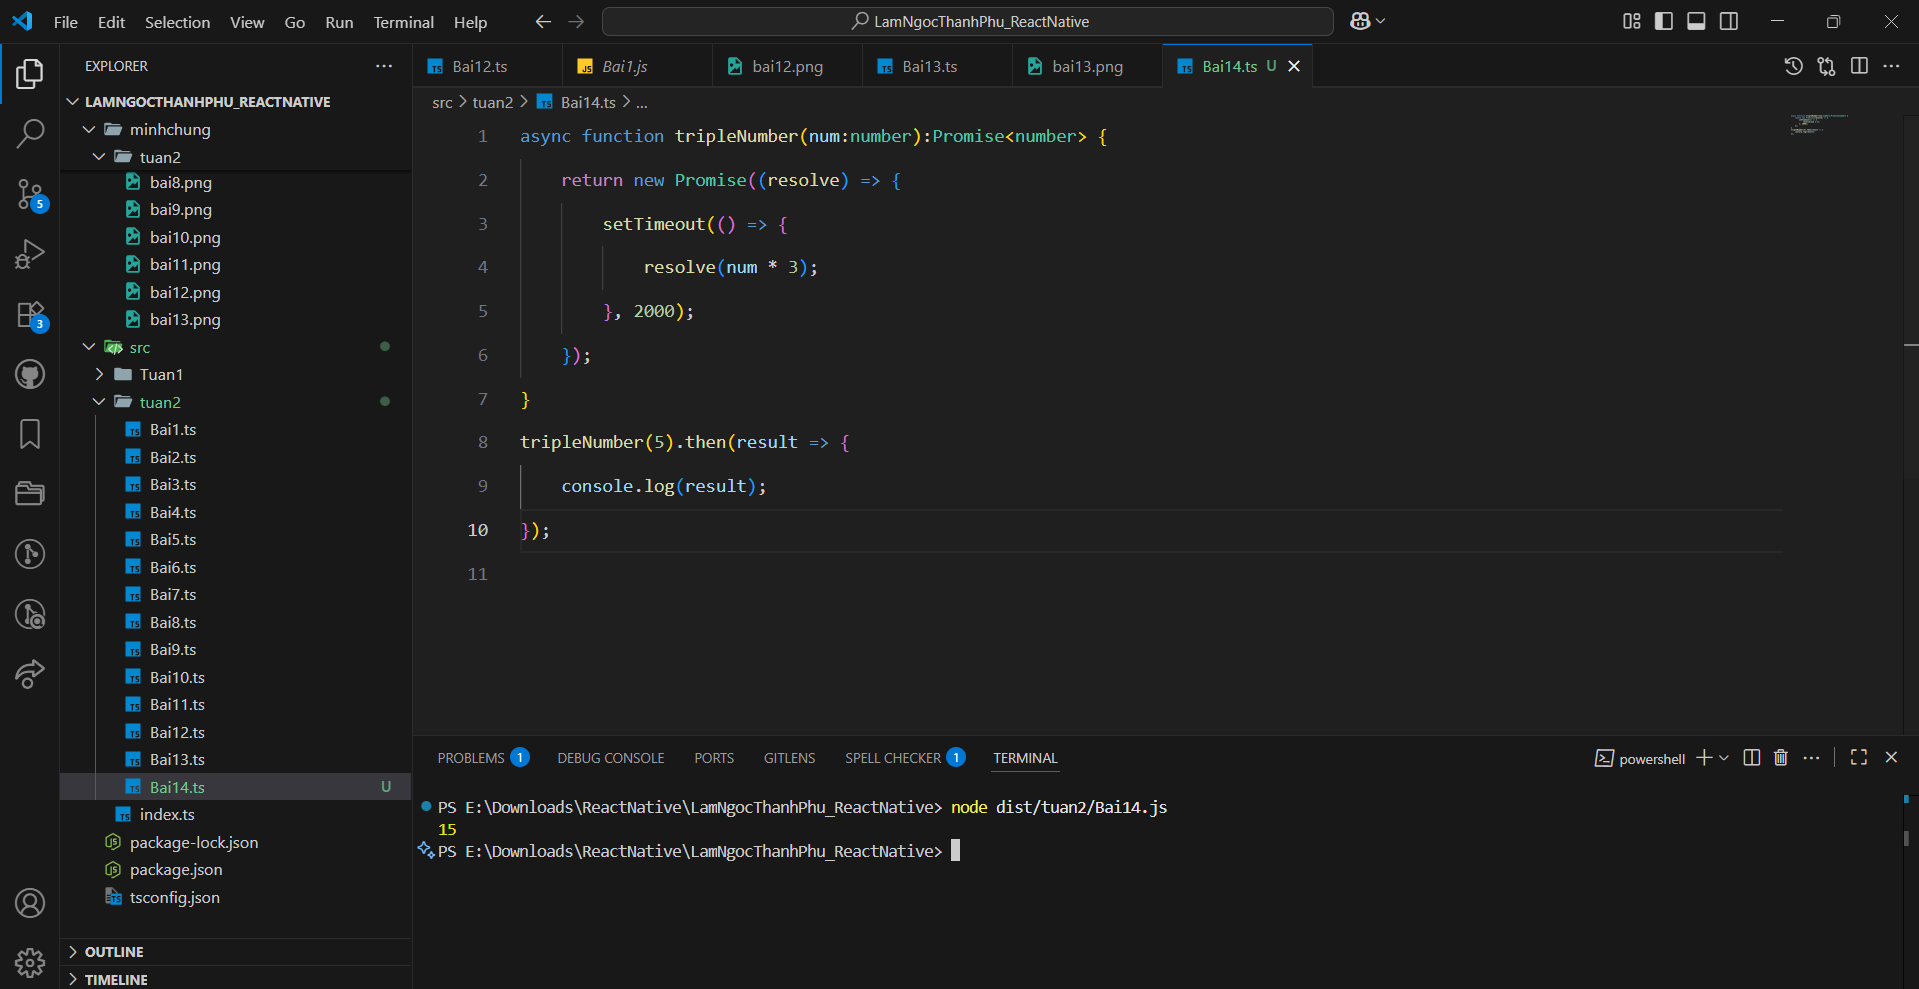 File Edit Selection View Go Run Terminal Help
LamNgocThanhPhu_ReactNative
EXPLORER
LAMNGOCTHANHPHU_REACTNATIVE
minhchung
tuan2
bai8.png
bai9.png
bai10.png
bai11.png
bai12.png
bai13.png
src
Tuan1
tuan2
Bai1.ts
Bai2.ts
Bai3.ts
Bai4.ts
Bai5.ts
Bai6.ts
Bai7.ts
Bai8.ts
Bai9.ts
Bai10.ts
Bai11.ts
Bai12.ts
Bai13.ts
Bai14.ts U
index.ts
package-lock.json
package.json
tsconfig.json
OUTLINE
TIMELINE
5
3
Bai12.ts Bai1.js bai12.png Bai13.ts bai13.png Bai14.ts U
src > tuan2 > Bai14.ts > ...
1 async function tripleNumber(num:number):Promise<number> {
2 return new Promise((resolve) => {
3 setTimeout(() => {
4 resolve(num * 3);
5 }, 2000);
6 });
7 }
8 tripleNumber(5).then(result => {
9 console.log(result);
10 });
11
PROBLEMS 1 DEBUG CONSOLE PORTS GITLENS SPELL CHECKER 1 TERMINAL
powershell
PS E:\Downloads\ReactNative\LamNgocThanhPhu_ReactNative> node dist/tuan2/Bai14.js
15
PS E:\Downloads\ReactNative\LamNgocThanhPhu_ReactNative>